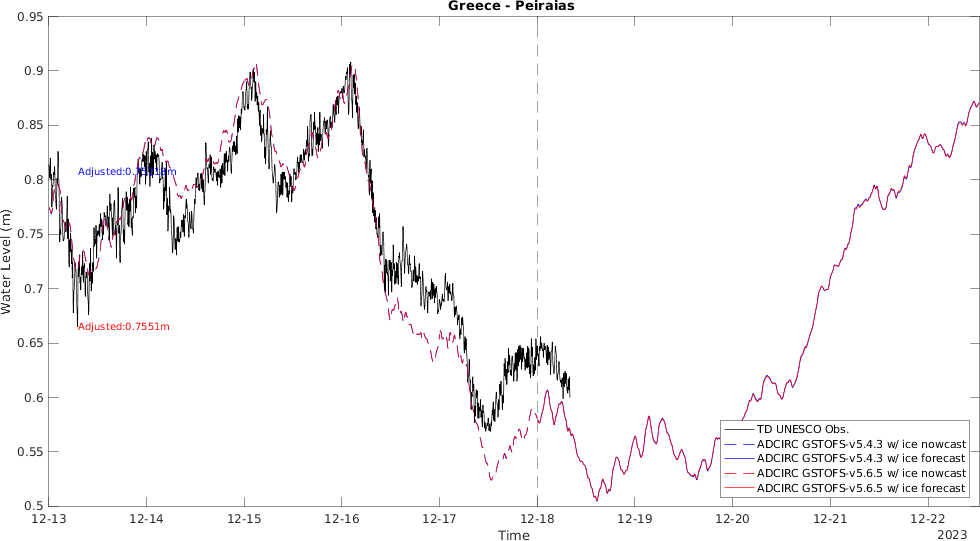 Greece - Peiraias
0.95
0.9
0.85
0.8
0.75
0.7
0.65
0.6
0.55
0.5
Water Level (m)
Adjusted:0.7551m
TD UNESCO Obs.
ADCIRC GSTOFS-v5.4.3 w/ ice nowcast
ADCIRC GSTOFS-v5.4.3 w/ ice forecast
ADCIRC GSTOFS-v5.6.5 w/ ice nowcast
ADCIRC GSTOFS-v5.6.5 w/ ice forecast
12-13 12-14 12-15 12-16 12-17 12-18 12-19 12-20 12-21 12-22
Time
2023